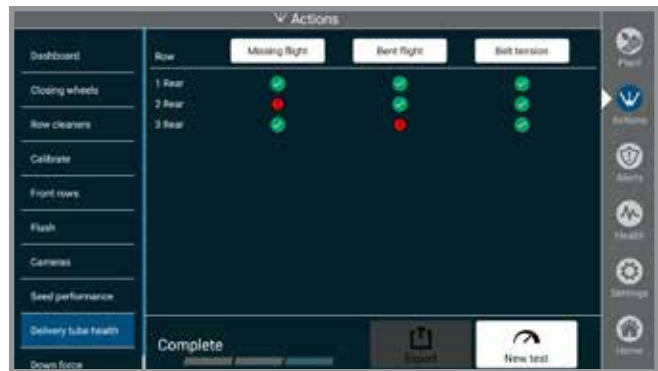 Actions
Dashboard
Closing wheels
Row cleaners
Calibrate
Front rows
Flush
Cameras
Seed performance
Delivery tube health
Down force
Row Missing flight Bent flight Belt tension
1 Rear
2 Rear
3 Rear
Complete
Export
New test
Plant
Actions
Alerts
Health
Settings
Home